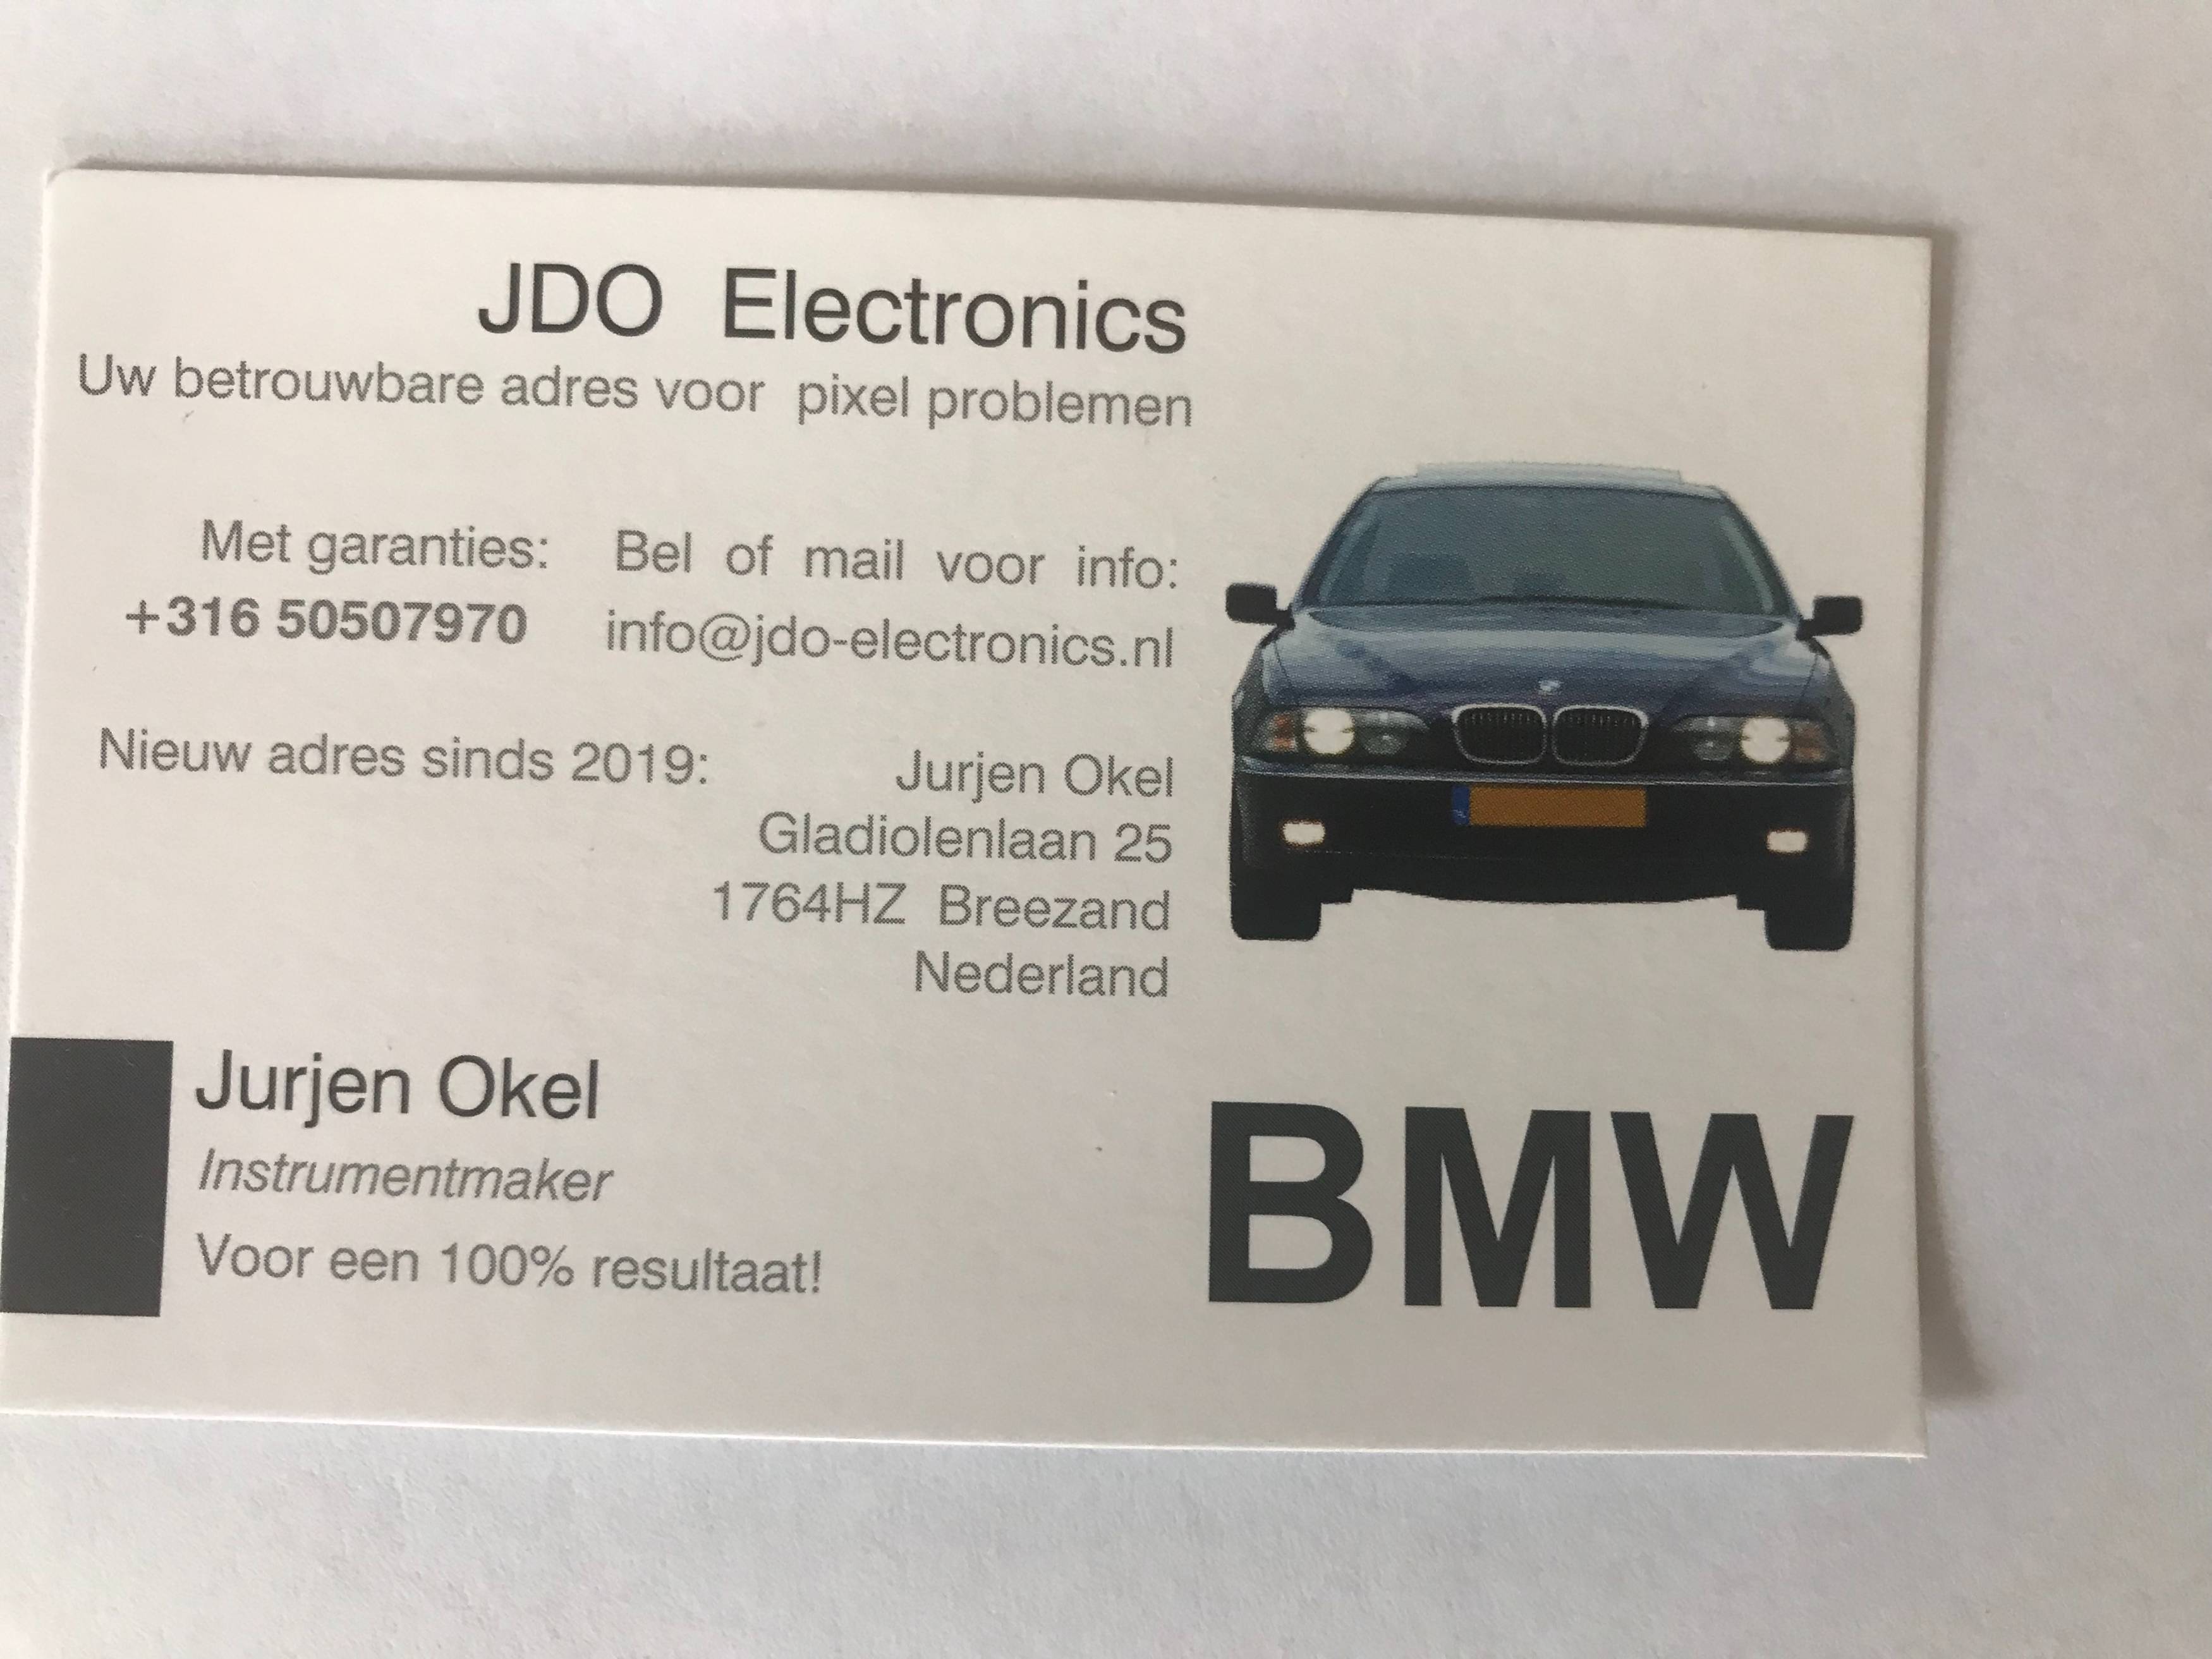 JDO Electronics
Uw betrouwbare adres voor pixel problemen
Met garanties: Bel of mail voor info:
+316 50507970 info@jdo-electronics.nl
Nieuw adres sinds 2019: Jurjen Okel
Gladiolenlaan 25
1764HZ Breezand
Nederland
Jurjen Okel
Instrumentmaker
Voor een 100% resultaat!
BMW